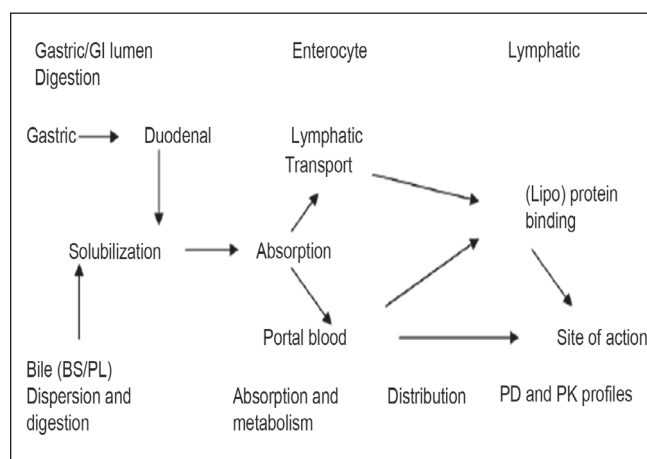 Gastric/GI lumen
Digestion
Enterocyte
Lymphatic
Gastric
Duodenal
Lymphatic
Transport
(Lipo) protein
binding
Solubilization
Absorption
Portal blood
Site of action
Bile (BS/PL)
Dispersion and
digestion
Absorption and
metabolism
Distribution
PD and PK profiles